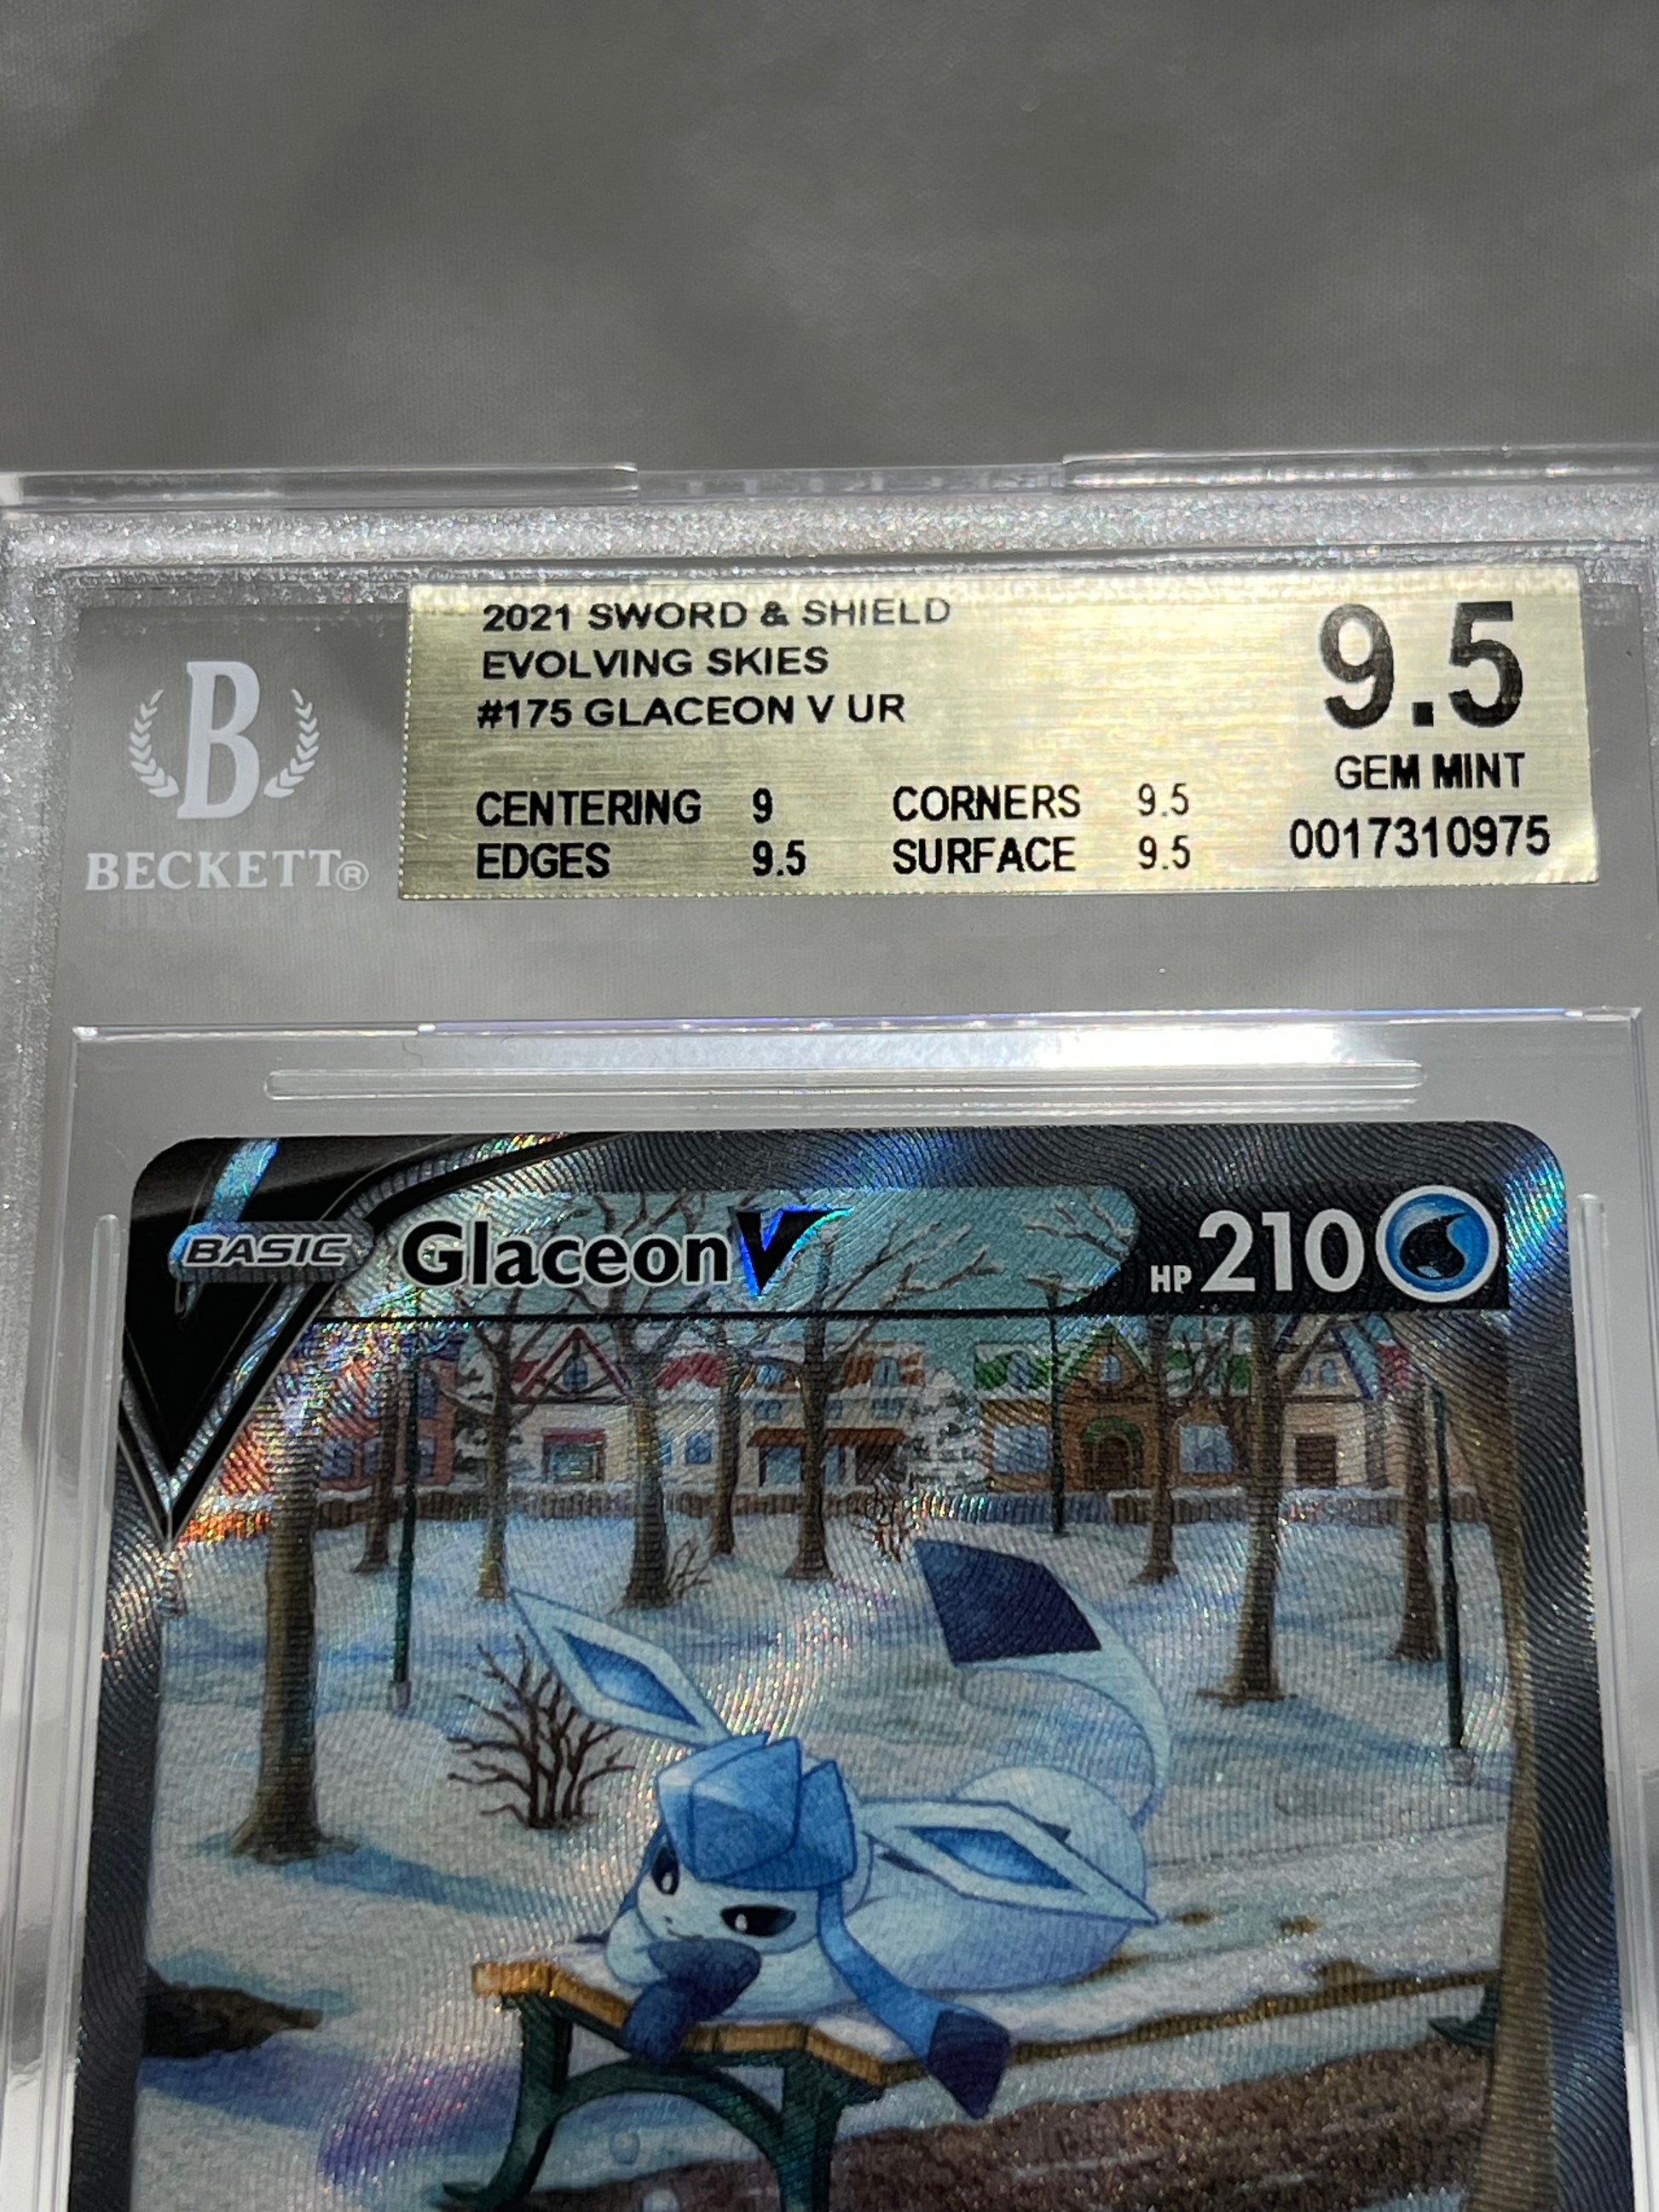 B
BECKETT®
2021 SWORD & SHIELD
EVOLVING SKIES
#175 GLACEON V UR
CENTERING 9 CORNERS 9.5
EDGES 9.5 SURFACE 9.5
9.5
GEM MINT
0017310975
BASIC Glaceon V HP 210